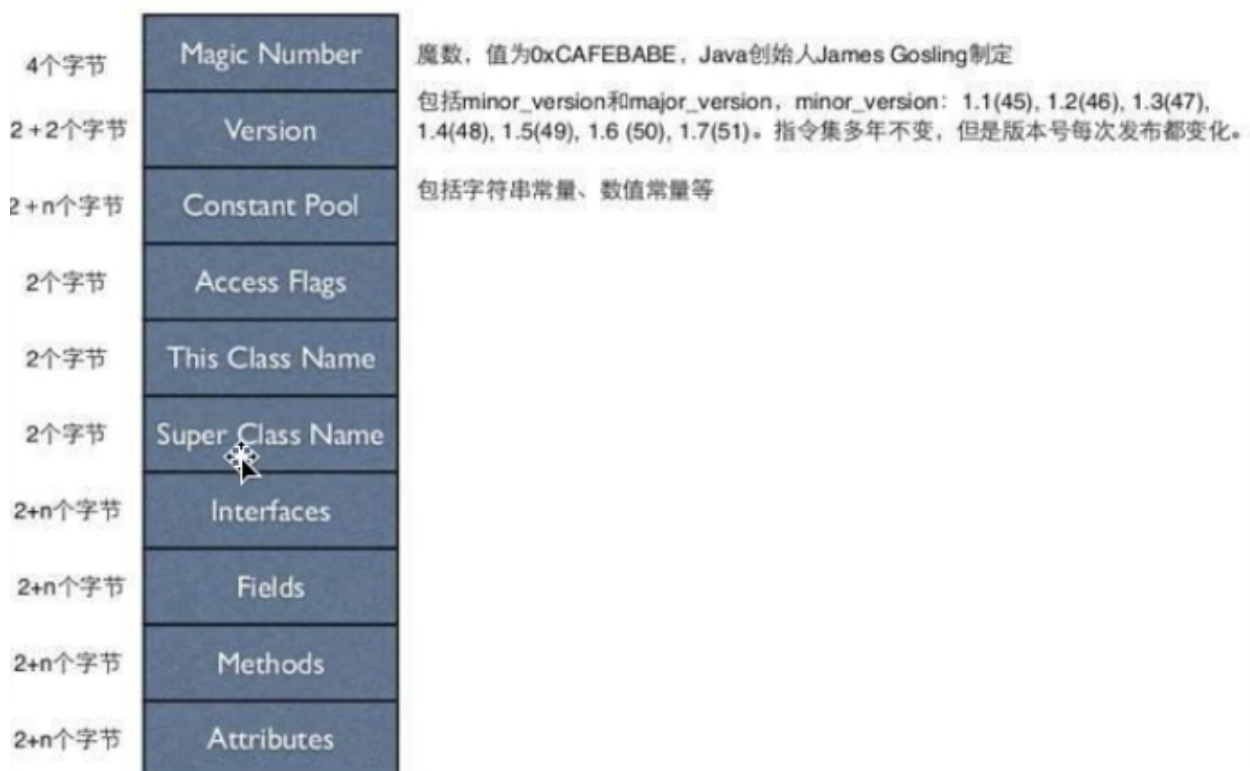 4个字节
Magic Number
魔数，值为0xCAFEBABE，Java创始人James Gosling制定
2+2个字节
Version
包括minor_version和major_version，minor_version：1.1(45), 1.2(46), 1.3(47),
1.4(48), 1.5(49), 1.6 (50), 1.7(51)。指令集多年不变，但是版本号每次发布都变化。
2+n个字节
Constant Pool
包括字符串常量、数值常量等
2个字节
Access Flags
2个字节
This Class Name
2个字节
Super Class Name
2+n个字节
Interfaces
2+n个字节
Fields
2+n个字节
Methods
2+n个字节
Attributes